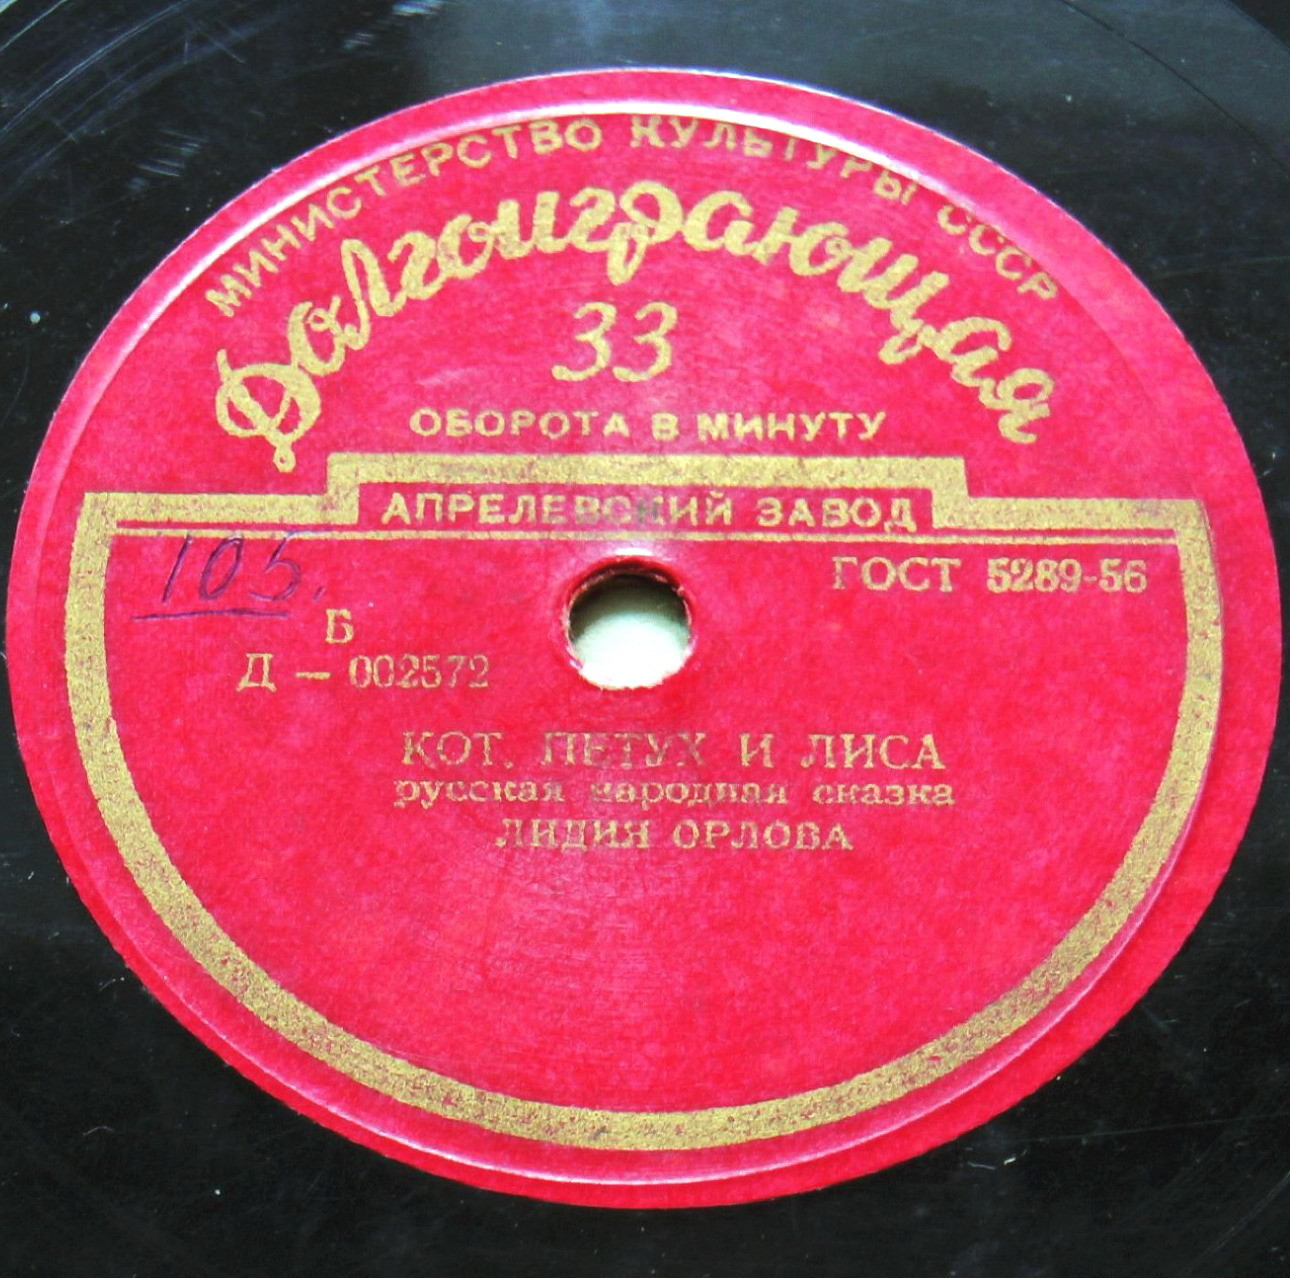 МИНИСТЕРСТВО КУЛЬТУРЫ СССР
Долгоиграющая
33
ОБОРОТА В МИНУТУ
АПРЕЛЕВСКИЙ ЗАВОД
105.
ГОСТ 5289-56
Б
Д — 002572
КОТ, ПЕТУХ И ЛИСА
русская народная сказка
ЛИДИЯ ОРЛОВА